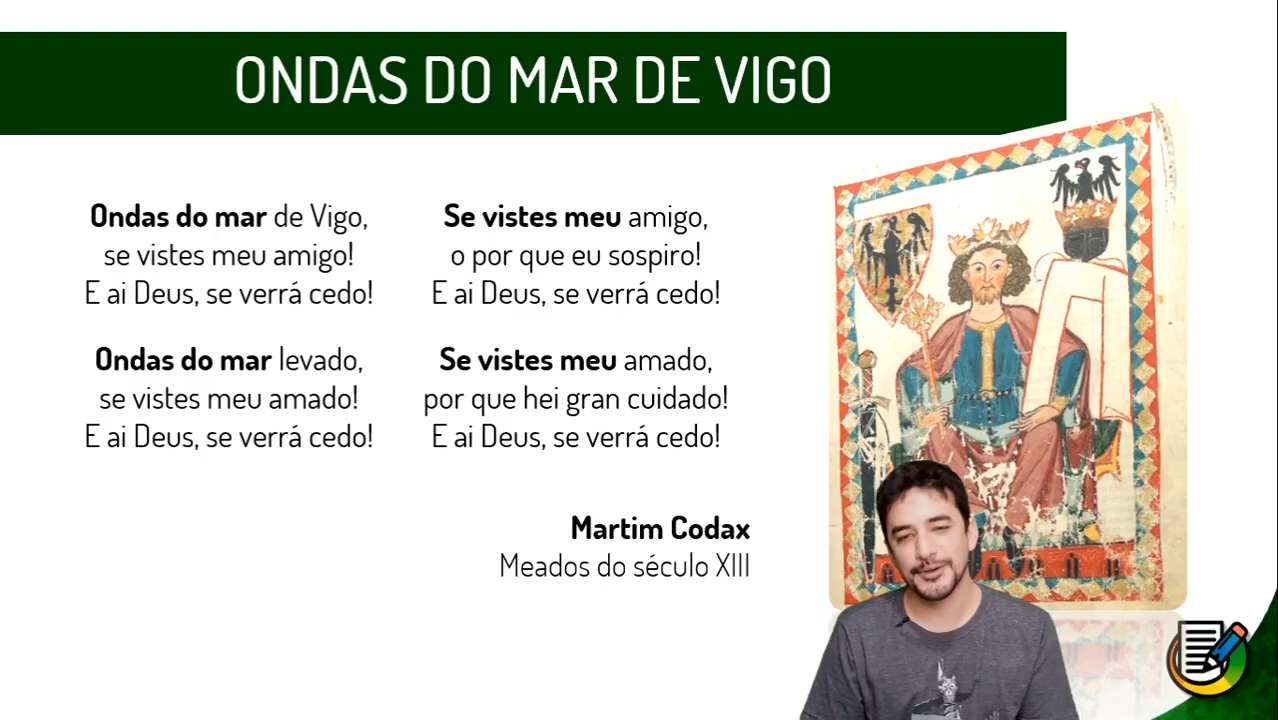 ONDAS DO MAR DE VIGO
Ondas do mar de Vigo,
se vistes meu amigo!
E ai Deus, se verrá cedo!
Ondas do mar levado,
se vistes meu amado!
E ai Deus, se verrá cedo!
Se vistes meu amigo,
o por que eu sospiro!
E ai Deus, se verrá cedo!
Se vistes meu amado,
por que hei gran cuidado!
E ai Deus, se verrá cedo!
Martim Codax
Meados do século XIII